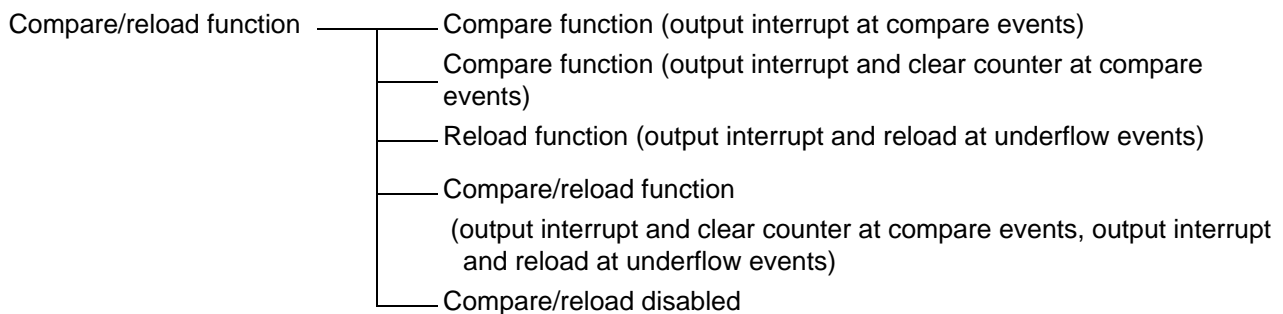 Compare/reload function
Compare function (output interrupt at compare events)
Compare function (output interrupt and clear counter at compare
events)
Reload function (output interrupt and reload at underflow events)
Compare/reload function
(output interrupt and clear counter at compare events, output interrupt
and reload at underflow events)
Compare/reload disabled